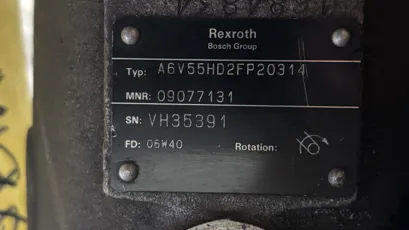 Rexroth
Bosch Group
Typ: A6V55HD2FP20314
MNR: 09077131
SN: VH35391
FD: 06W40 Rotation: